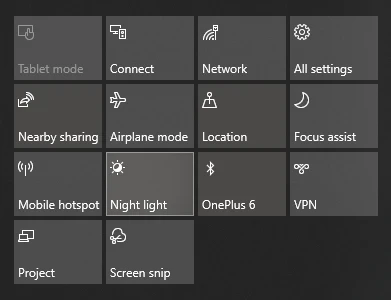 Tablet mode
Connect
Network
All settings
Nearby sharing
Airplane mode
Location
Focus assist
Mobile hotspot
Night light
OnePlus 6
VPN
Project
Screen snip